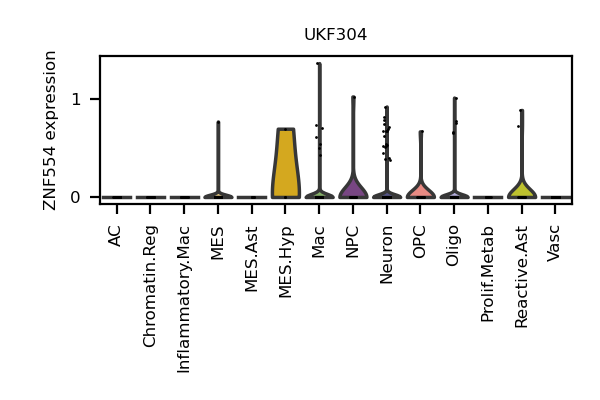 UKF304
ZNF554 expression
1
0
AC
Chromatin.Reg
Inflammatory.Mac
MES
MES.Ast
MES.Hyp
Mac
NPC
Neuron
OPC
Oligo
Prolif.Metab
Reactive.Ast
Vasc